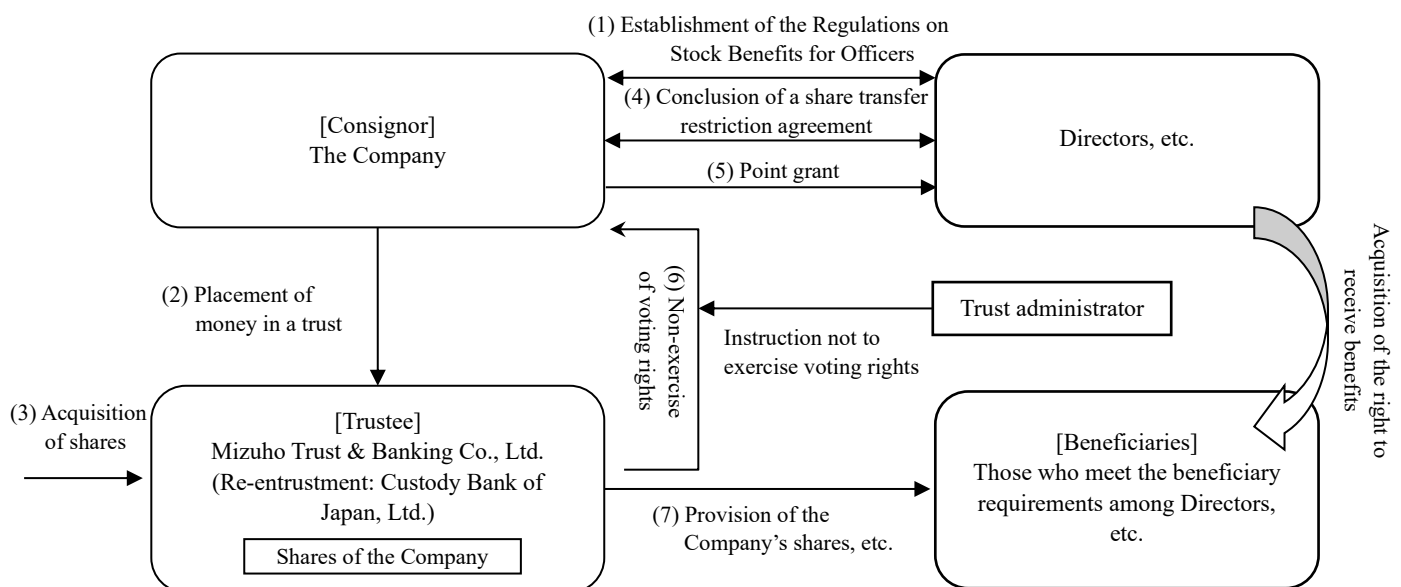 (1) Establishment of the Regulations on
Stock Benefits for Officers
[Consignor]
The Company
(4) Conclusion of a share transfer
restriction agreement
(5) Point grant
Directors, etc.
(2) Placement of
money in a trust
(6) Non-exercise
of voting rights
Trust administrator
Instruction not to
exercise voting rights
Acquisition of the right to
receive benefits
(3) Acquisition
of shares
[Trustee]
Mizuho Trust & Banking Co., Ltd.
(Re-entrustment: Custody Bank of
Japan, Ltd.)
Shares of the Company
(7) Provision of the
Company’s shares, etc.
[Beneficiaries]
Those who meet the beneficiary
requirements among Directors,
etc.